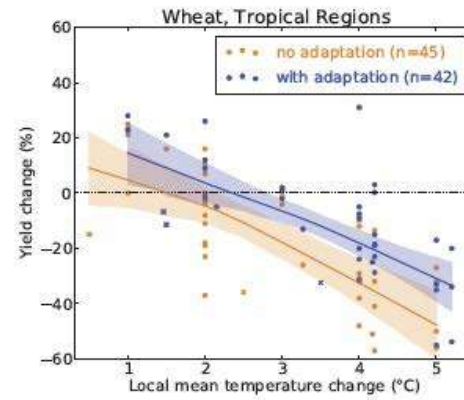 Wheat, Tropical Regions
no adaptation (n=45)
with adaptation (n=42)
Yield change (%)
60
40
20
0
−20
−40
−60
1 2 3 4 5
Local mean temperature change (°C)